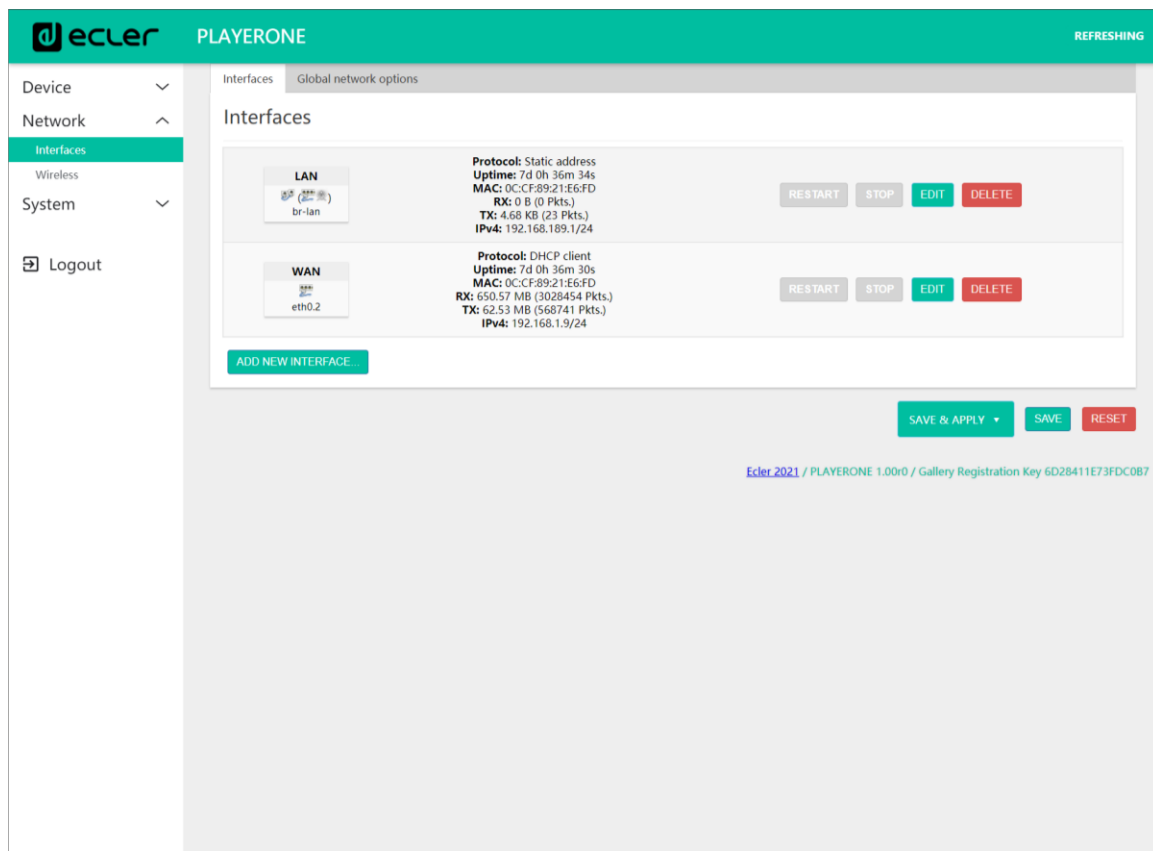 ecler
PLAYERONE
REFRESHING
Device
Network
Interfaces
Wireless
System
Logout
Interfaces Global network options
Interfaces
LAN
( )
br-lan
Protocol: Static address
Uptime: 7d 0h 36m 34s
MAC: 0C:CF:89:21:E6:FD
RX: 0 B (0 Pkts.)
TX: 4.68 KB (23 Pkts.)
IPv4: 192.168.189.1/24
RESTART STOP EDIT DELETE
WAN
eth0.2
Protocol: DHCP client
Uptime: 7d 0h 36m 30s
MAC: 0C:CF:89:21:E6:FD
RX: 650.57 MB (3028454 Pkts.)
TX: 62.53 MB (568741 Pkts.)
IPv4: 192.168.1.9/24
RESTART STOP EDIT DELETE
ADD NEW INTERFACE...
SAVE & APPLY SAVE RESET
Ecler 2021 / PLAYERONE 1.00r0 / Gallery Registration Key 6D28411E73FDC0B7